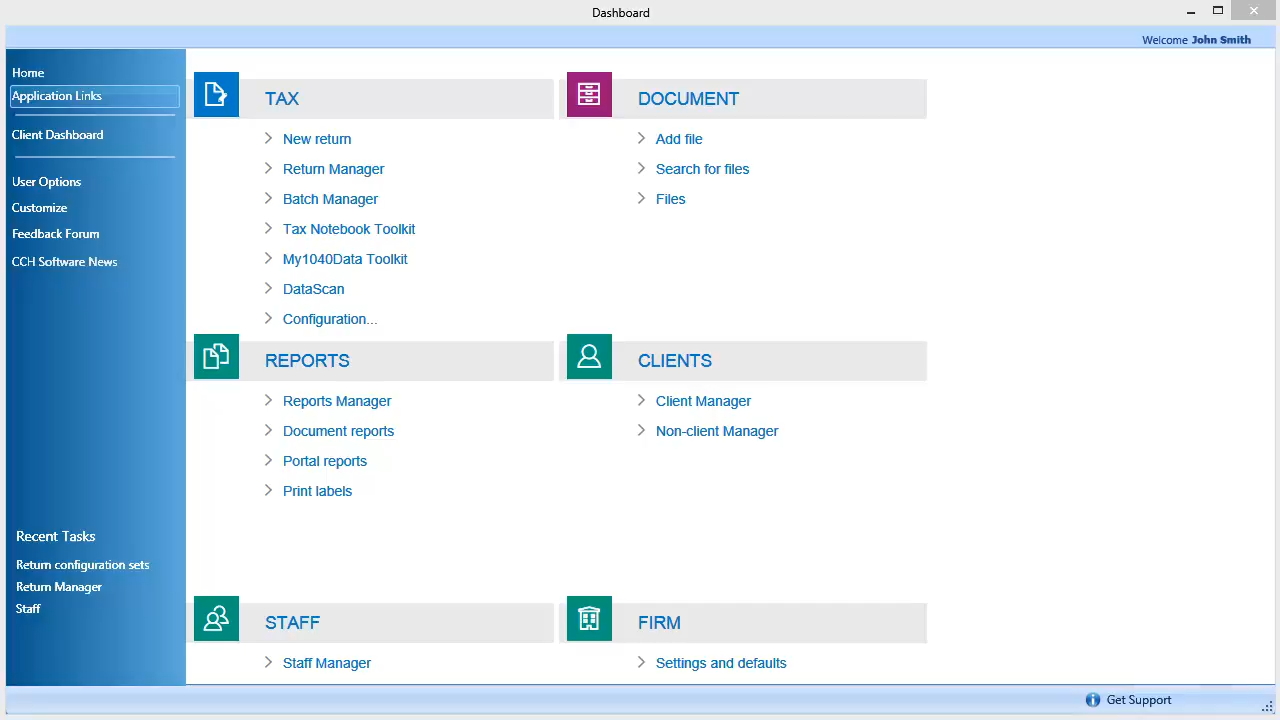 Dashboard
Welcome John Smith
Home
Application Links
Client Dashboard
User Options
Customize
Feedback Forum
CCH Software News
Recent Tasks
Return configuration sets
Return Manager
Staff
TAX
New return
Return Manager
Batch Manager
Tax Notebook Toolkit
My1040Data Toolkit
DataScan
Configuration...
DOCUMENT
Add file
Search for files
Files
REPORTS
Reports Manager
Document reports
Portal reports
Print labels
CLIENTS
Client Manager
Non-client Manager
STAFF
Staff Manager
FIRM
Settings and defaults
Get Support